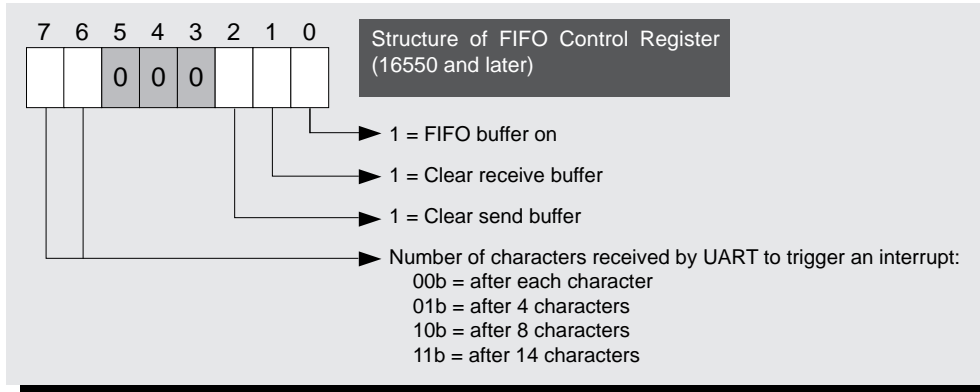 7 6 5 4 3 2 1 0
0 0 0
Structure of FIFO Control Register
(16550 and later)
1 = FIFO buffer on
1 = Clear receive buffer
1 = Clear send buffer
Number of characters received by UART to trigger an interrupt:
00b = after each character
01b = after 4 characters
10b = after 8 characters
11b = after 14 characters